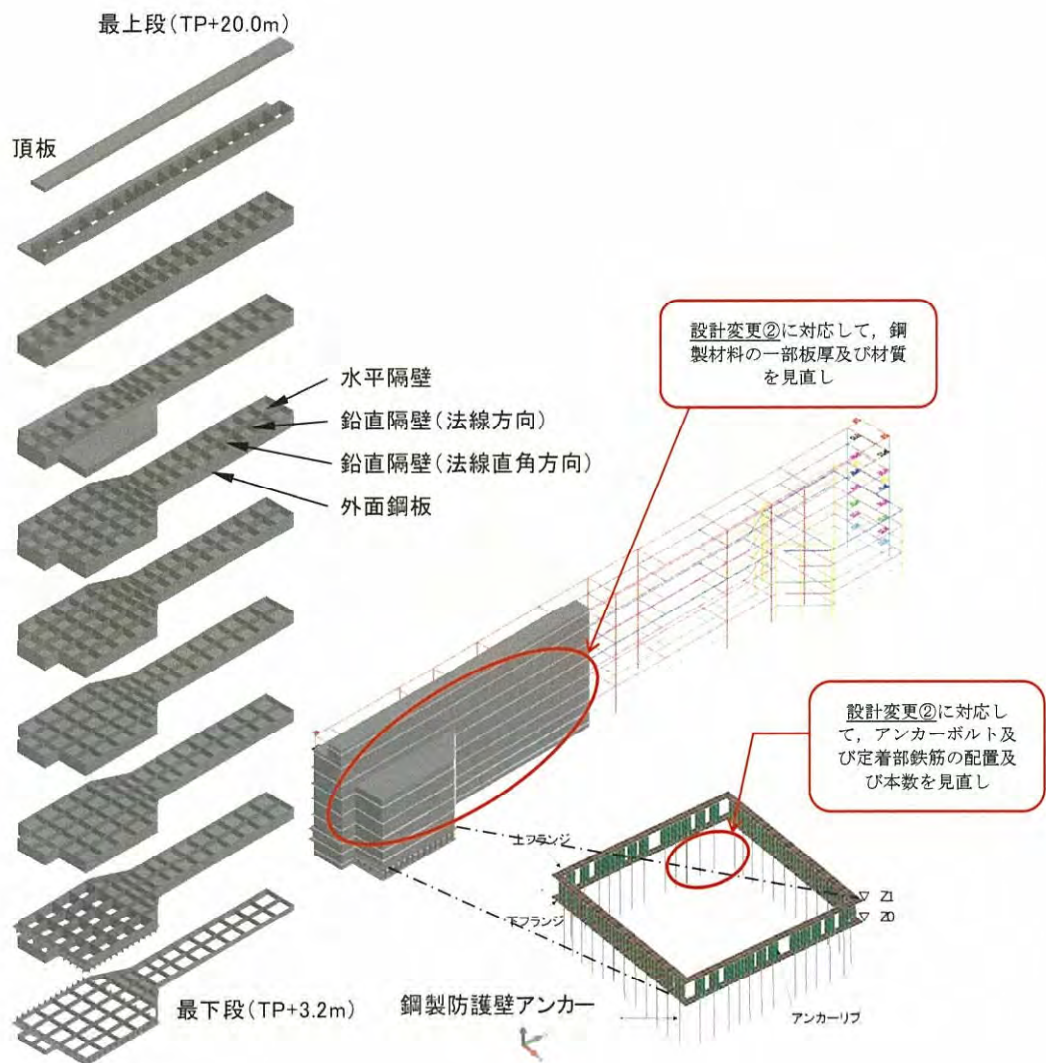 最上段(TP+20.0m)
頂板
水平隔壁
鉛直隔壁(法線方向)
鉛直隔壁(法線直角方向)
外面鋼板
設計変更②に対応して，鋼
製材料の一部板厚及び材質
を見直し
設計変更②に対応し
て，アンカーボルト及
び定着部鉄筋の配置及
び本数を見直し
上フランジ
下フランジ
Z1
Z0
最下段(TP+3.2m)
鋼製防護壁アンカー
アンカーリブ